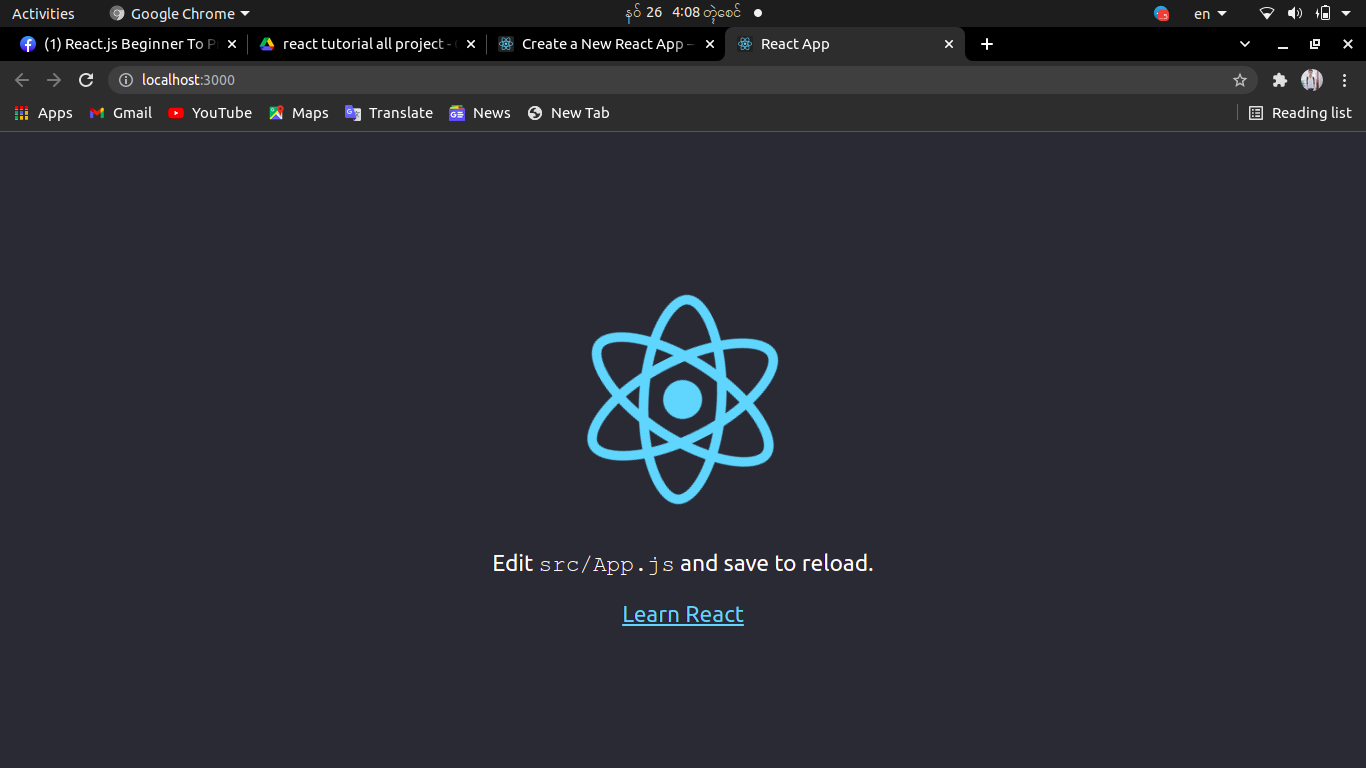 Activities Google Chrome နဝ် 26 4:08 တွဲစေင် en
(1) React.js Beginner To P react tutorial all project - Create a New React App – React App
localhost:3000
Apps Gmail YouTube Maps Translate News New Tab Reading list
Edit src/App.js and save to reload.
Learn React